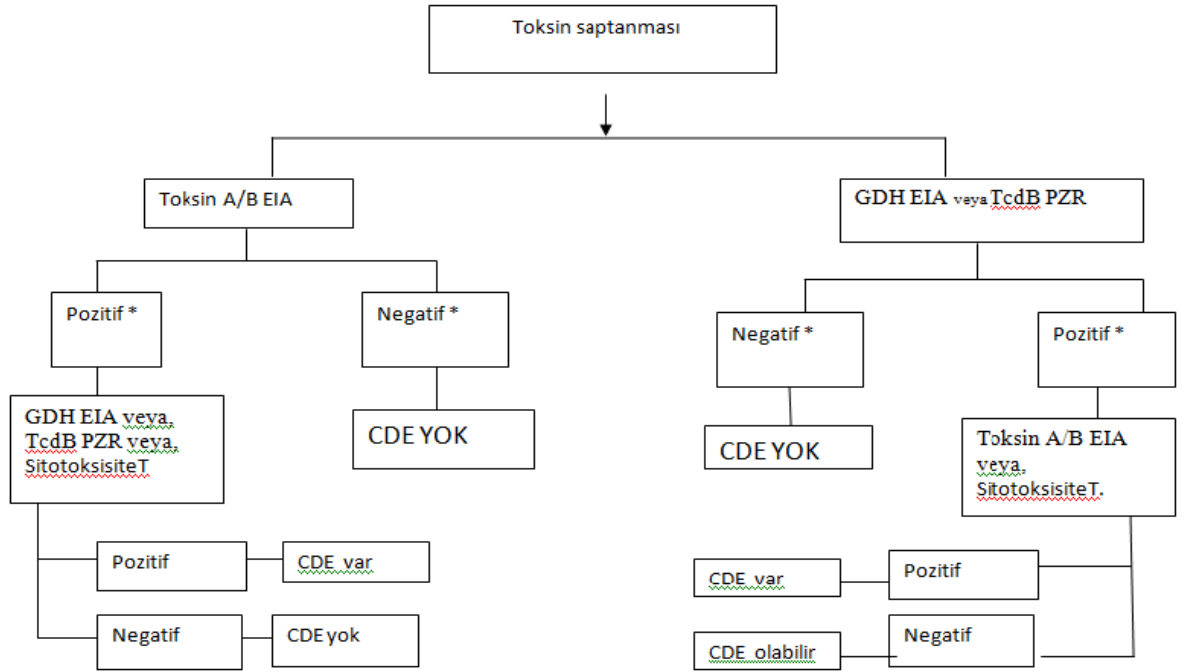 Toksin saptanması
Toksin A/B EIA
GDH EIA veya TcdB PZR
Pozitif *
Negatif *
Negatif *
Pozitif *
GDH EIA veya,
TcdB PZR veya,
SitotoksisiteT
CDE YOK
CDE YOK
Toksin A/B EIA
veya,
SitotoksisiteT.
Pozitif
CDE var
CDE var
Pozitif
Negatif
CDE yok
CDE olabilir
Negatif